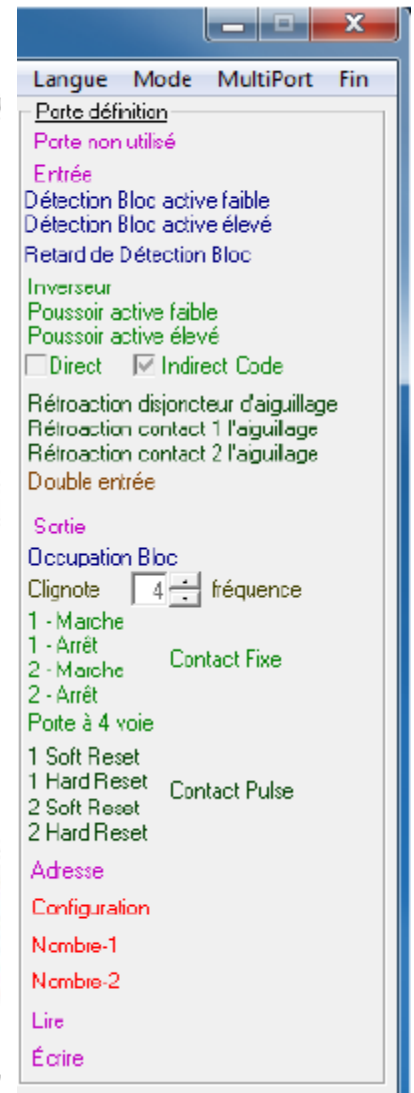 Langue Mode MultiPort Fin
Porte définition
Porte non utilisé
Entrée
Détection Bloc active faible
Détection Bloc active élevé
Retard de Détection Bloc
Inverseur
Poussoir active faible
Poussoir active élevé
Direct Indirect Code
Rétroaction disjoncteur d'aiguillage
Rétroaction contact 1 l'aiguillage
Rétroaction contact 2 l'aiguillage
Double entrée
Sortie
Occupation Bloc
Clignote 4 fréquence
1 - Marche
1 - Arrêt
Contact Fixe
2 - Marche
2 - Arrêt
Porte à 4 voie
1 Soft Reset
1 Hard Reset
Contact Pulse
2 Soft Reset
2 Hard Reset
Adresse
Configuration
Nombre-1
Nombre-2
Lire
Écrire